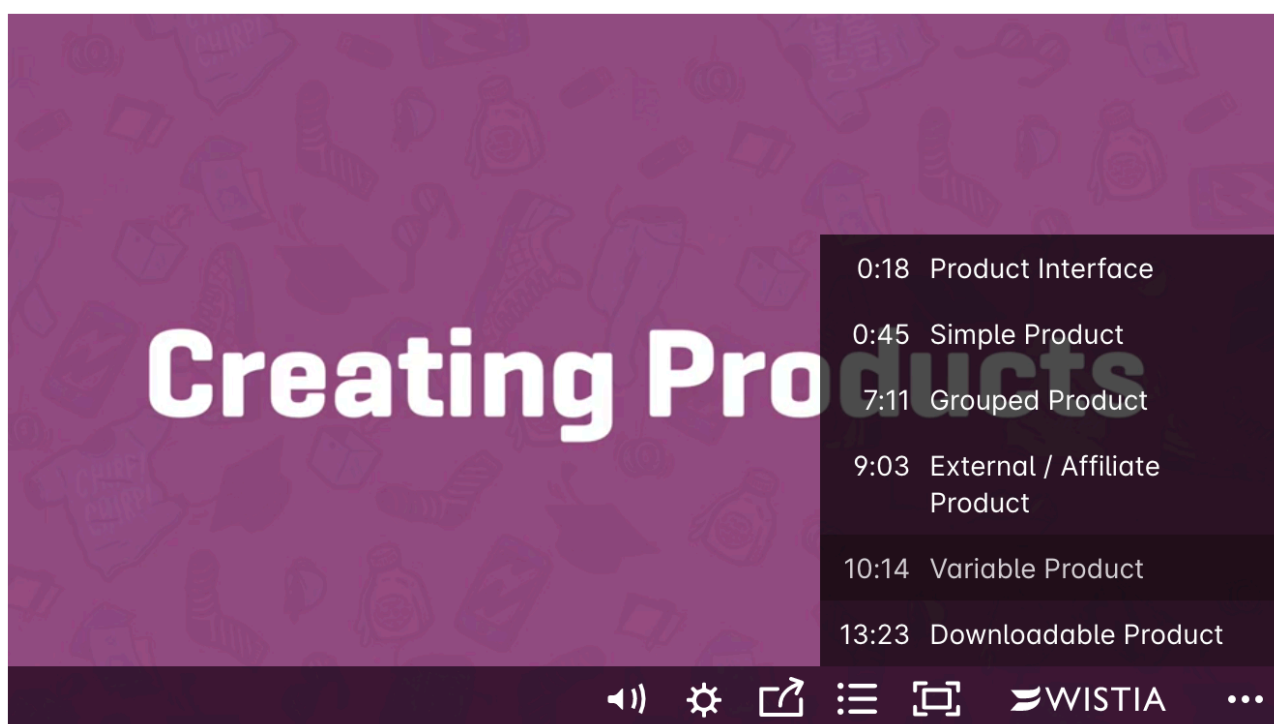 Creating Products
0:18 Product Interface
0:45 Simple Product
7:11 Grouped Product
9:03 External / Affiliate
Product
10:14 Variable Product
13:23 Downloadable Product
WISTIA